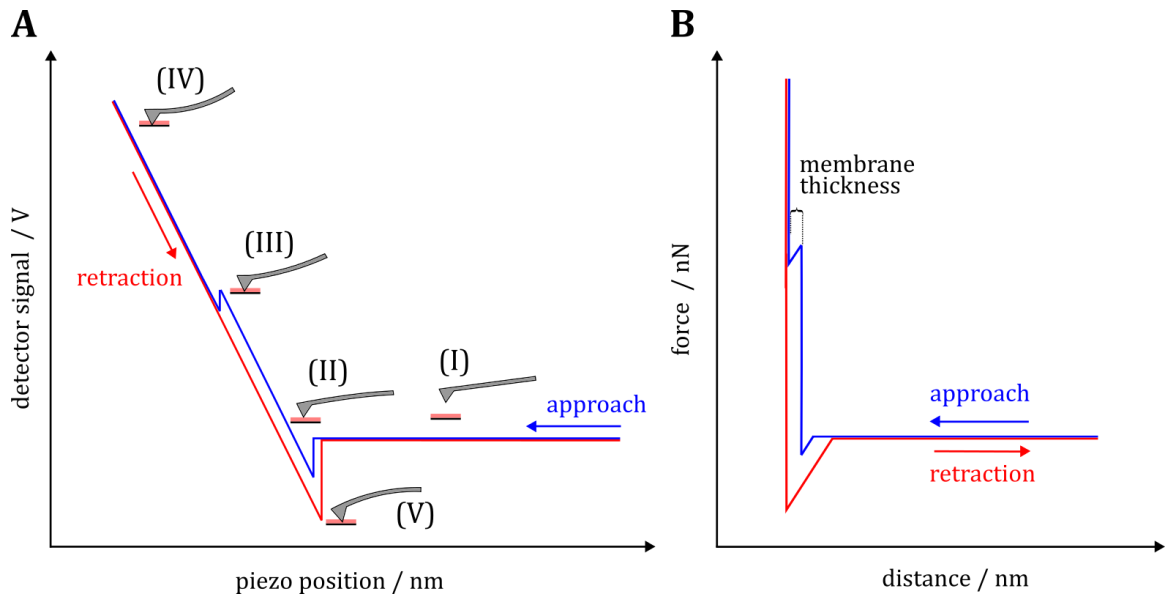 A
(IV)
(III)
retraction
(II)
(I)
approach
(V)
detector signal / V
piezo position / nm
B
membrane
thickness
approach
retraction
force / nN
distance / nm